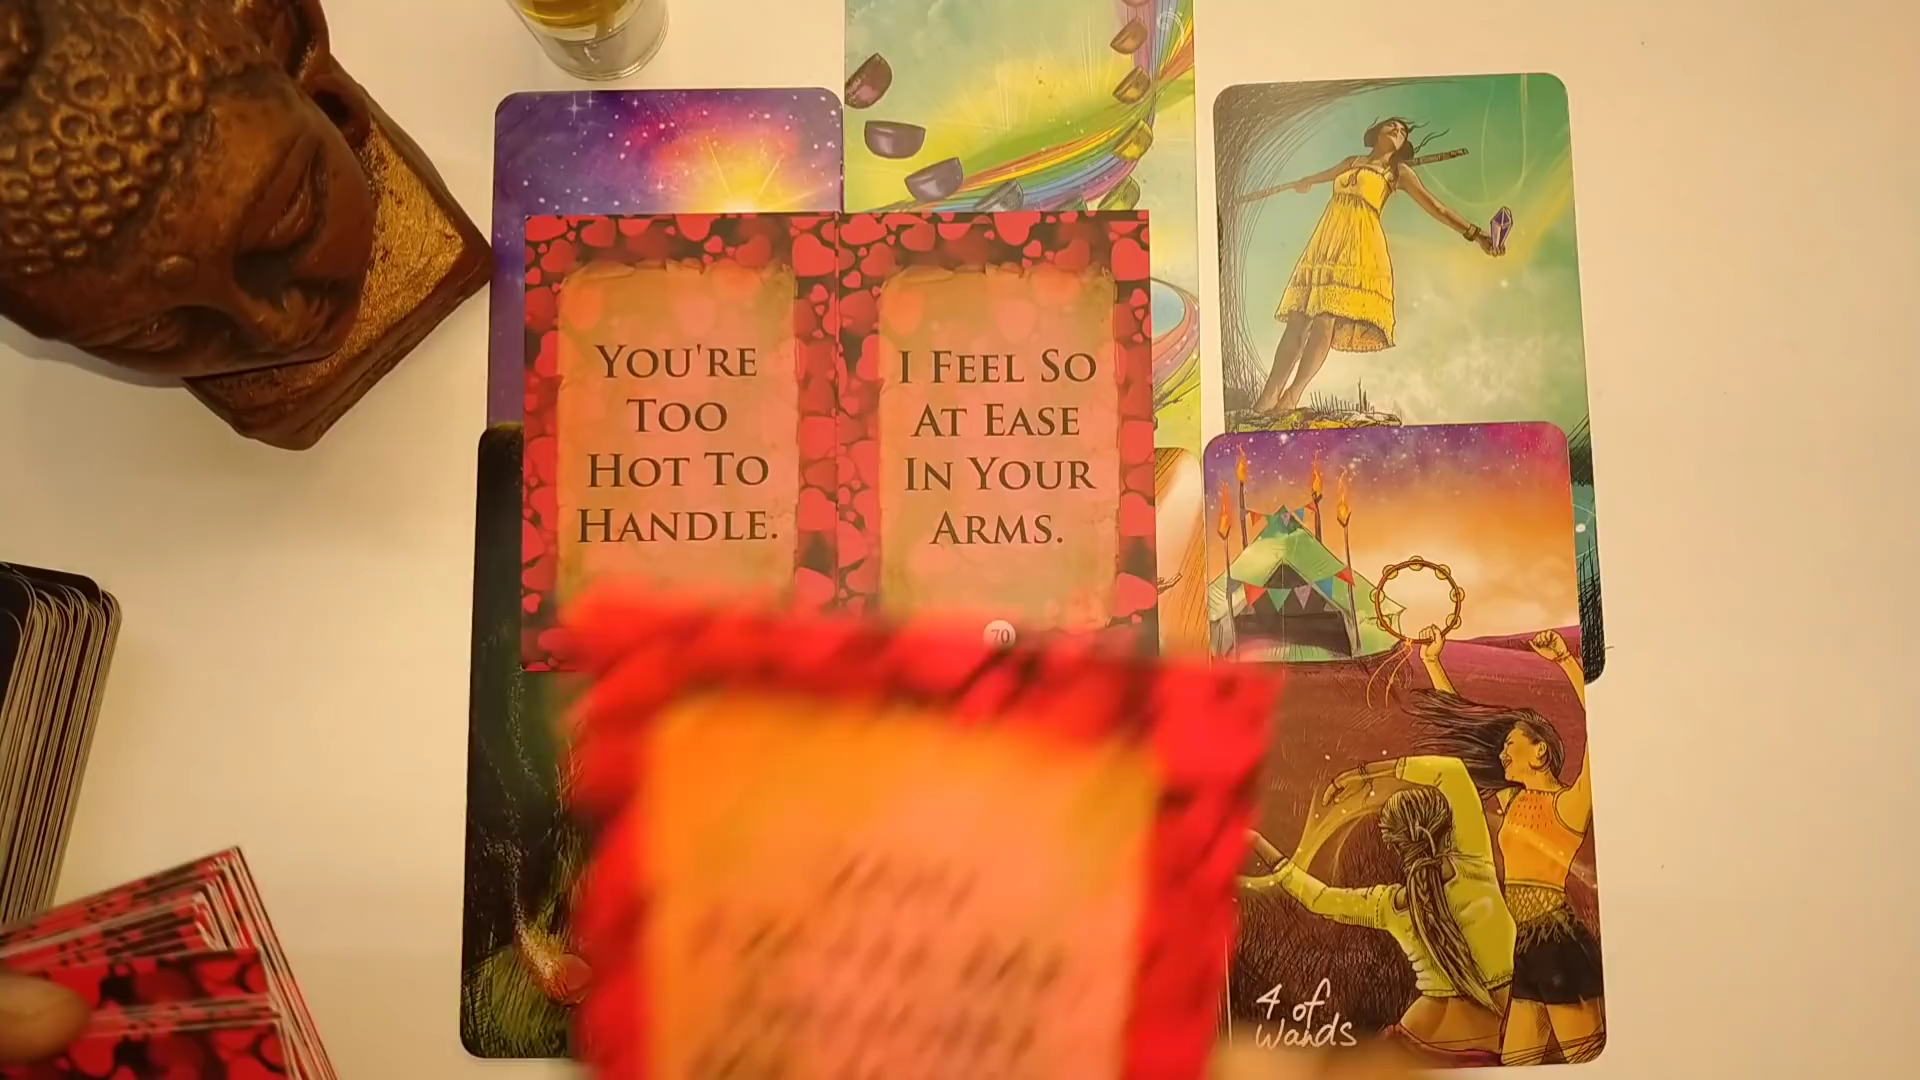 YOU'RE
TOO
HOT TO
HANDLE.
I FEEL SO
AT EASE
IN YOUR
ARMS.
70
4 of
Wands